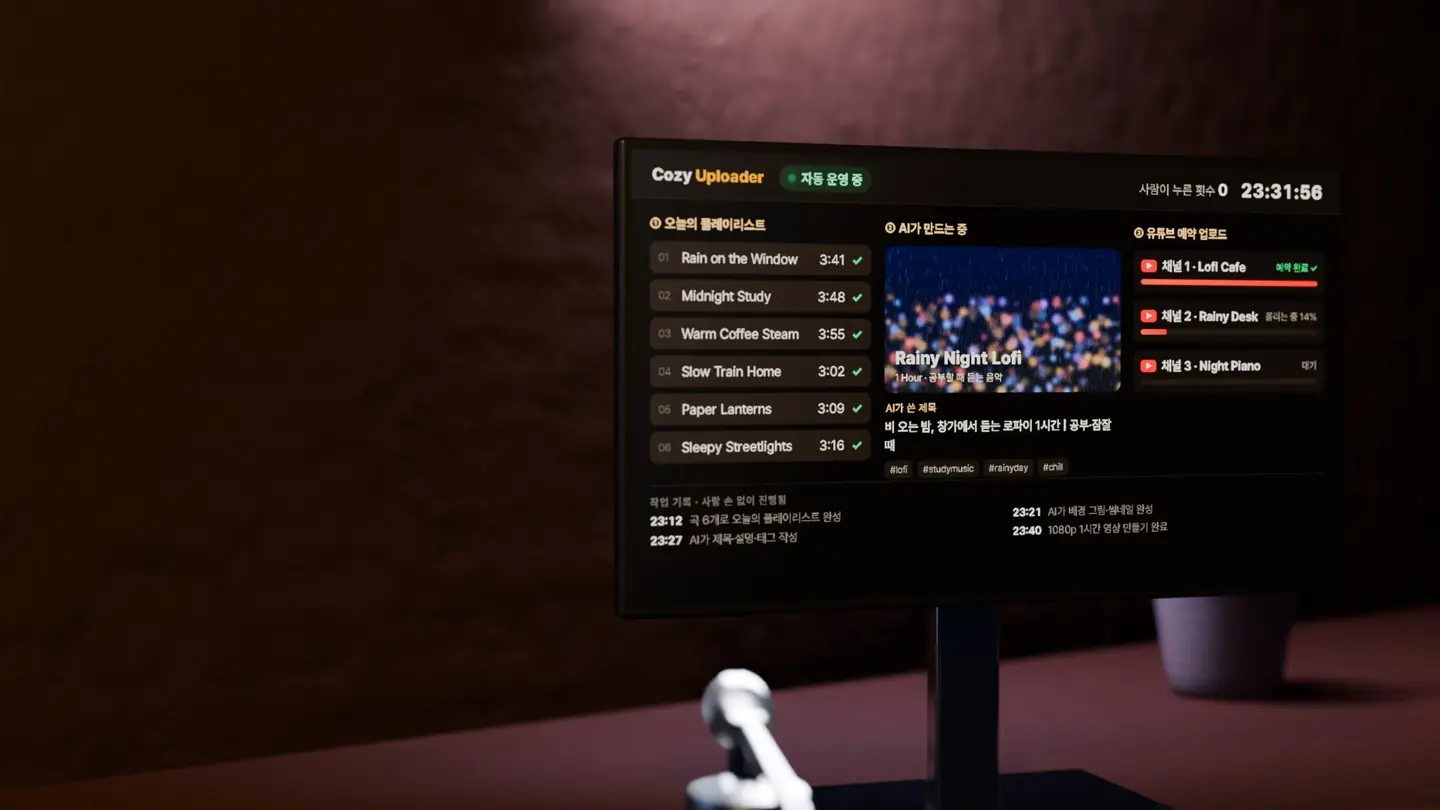 Cozy Uploader
자동 운영 중
사람이 누른 횟수 0 23:31:56
① 오늘의 플레이리스트
01 Rain on the Window 3:41
02 Midnight Study 3:48
03 Warm Coffee Steam 3:55
04 Slow Train Home 3:02
05 Paper Lanterns 3:09
06 Sleepy Streetlights 3:16
② AI가 만드는 중
Rainy Night Lofi
1 Hour · 공부할 때 듣는 음악
AI가 쓴 제목
비 오는 밤, 창가에서 듣는 로파이 1시간 | 공부·잠잘
때
#lofi #studymusic #rainyday #chill
③ 유튜브 예약 업로드
채널 1 · Lofi Cafe 예약 완료
채널 2 · Rainy Desk 올리는 중 14%
채널 3 · Night Piano 대기
작업 기록 · 사람 손 없이 진행됨
23:12 곡 6개로 오늘의 플레이리스트 완성
23:27 AI가 제목·설명·태그 작성
23:21 AI가 배경 그림·썸네일 완성
23:40 1080p 1시간 영상 만들기 완료